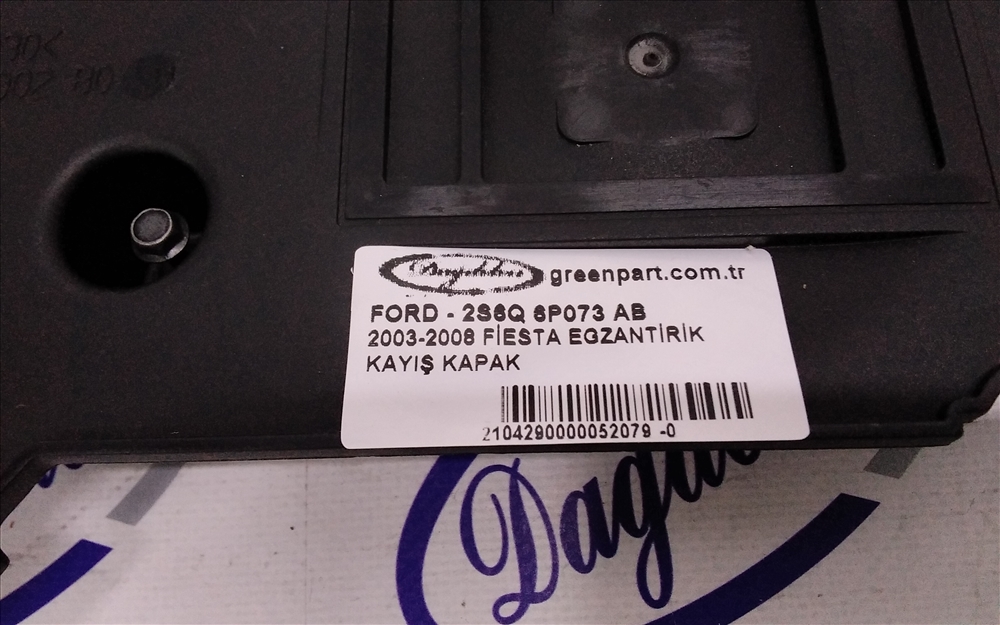 greenpart.com.tr
FORD - 2S6Q 6P073 AB
2003-2008 FİESTA EGZANTİRİK
KAYIŞ KAPAK
2104290000052079 -0